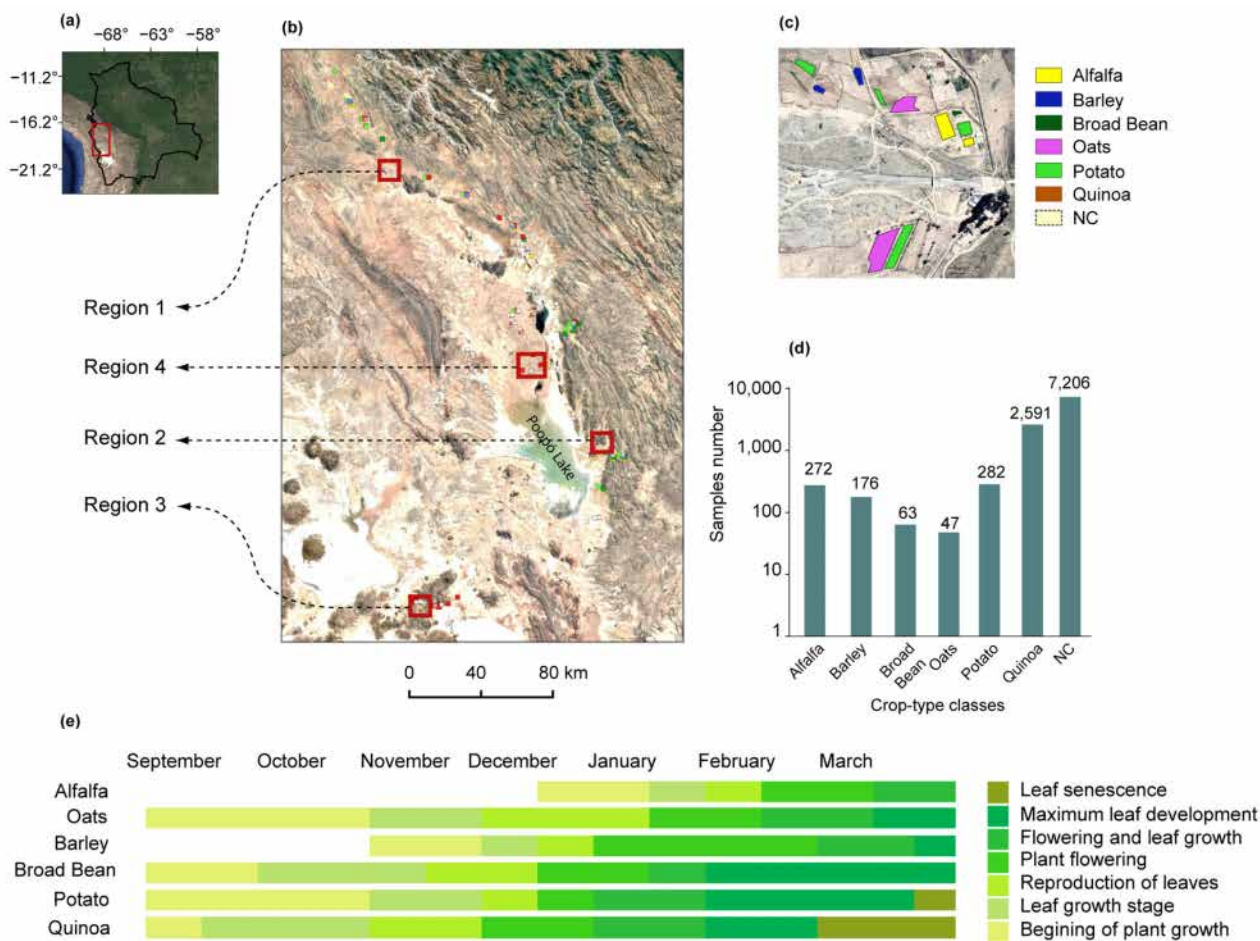 (a)
−68° −63° −58°
−11.2°
−16.2°
−21.2°
(b)
Region 1
Region 4
Region 2
Region 3
Poopó Lake
0 40 80 km
(c)
Alfalfa
Barley
Broad Bean
Oats
Potato
Quinoa
NC
(d)
Samples number
10,000
1,000
100
10
1
272
176
63
47
282
2,591
7,206
Alfalfa
Barley
Broad
Bean
Oats
Potato
Quinoa
NC
Crop-type classes
(e)
September October November December January February March
Alfalfa
Oats
Barley
Broad Bean
Potato
Quinoa
Leaf senescence
Maximum leaf development
Flowering and leaf growth
Plant flowering
Reproduction of leaves
Leaf growth stage
Begining of plant growth